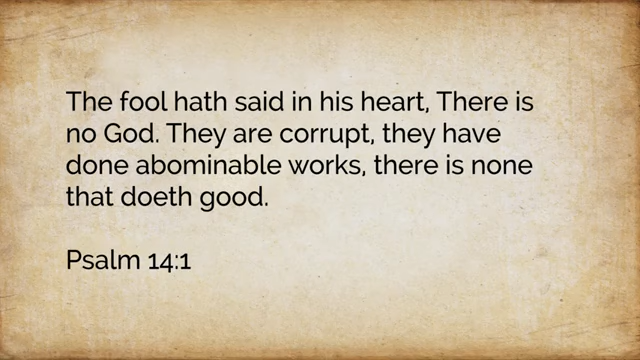 The fool hath said in his heart, There is
no God. They are corrupt, they have
done abominable works, there is none
that doeth good.
Psalm 14:1